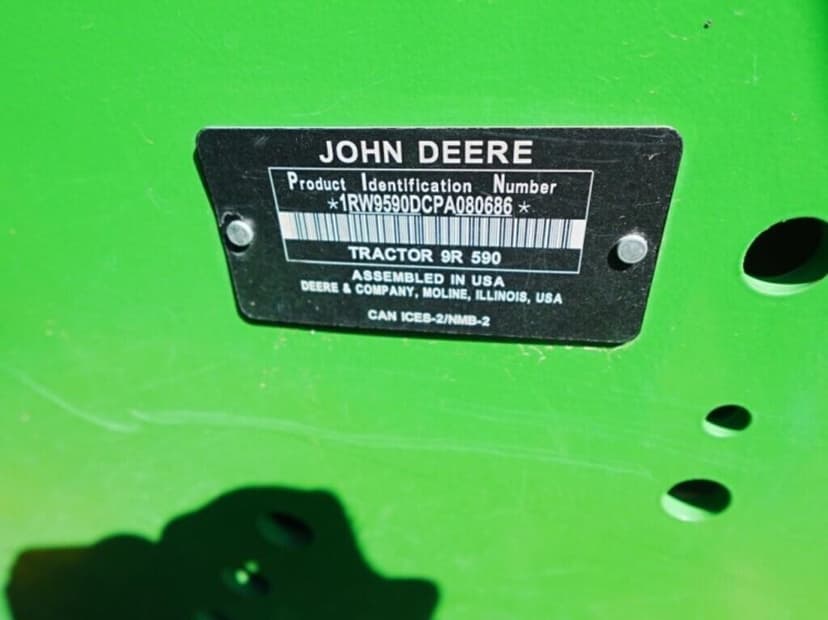 JOHN DEERE
Product Identification Number
*1RW9590DCPA080686*
TRACTOR 9R 590
ASSEMBLED IN USA
DEERE & COMPANY, MOLINE, ILLINOIS, USA
CAN ICES-2/NMB-2